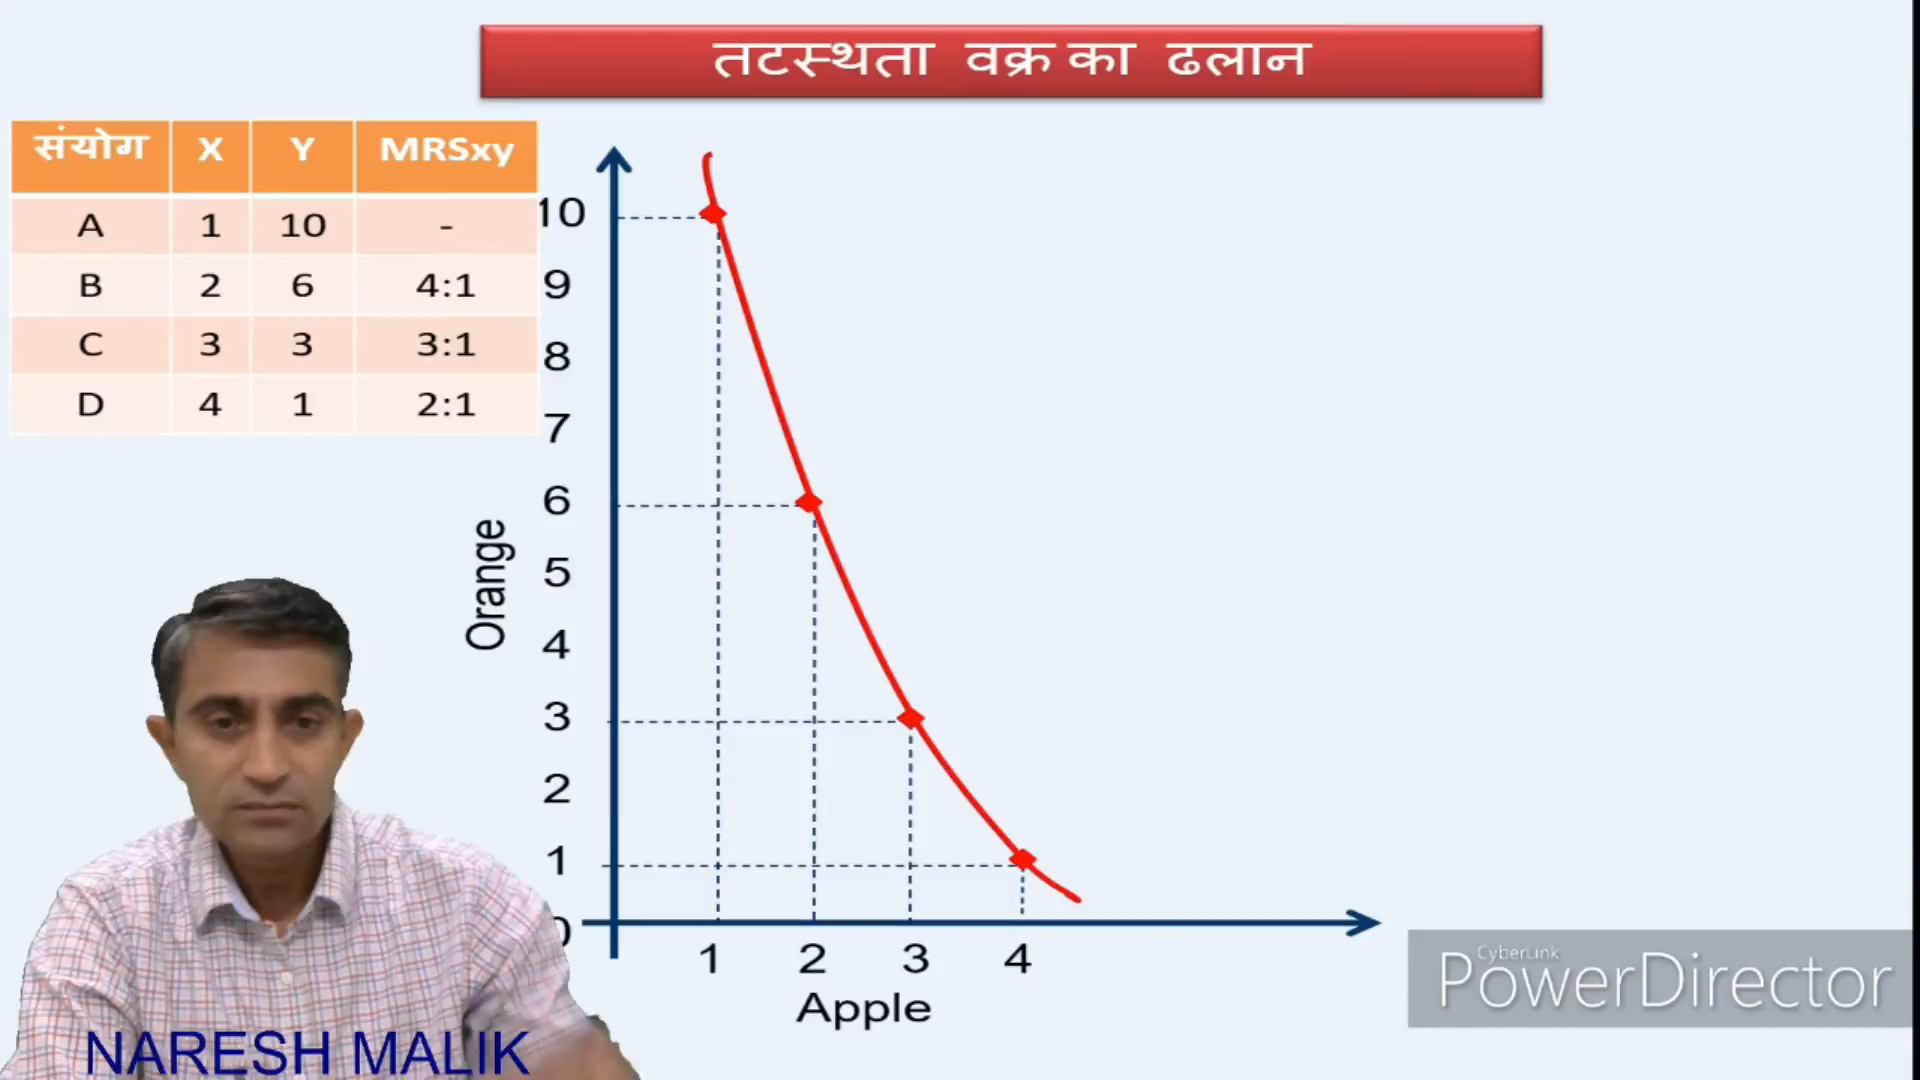 तटस्थता वक्र का ढलान
संयोग X Y MRSxy
A 1 10 -
B 2 6 4:1
C 3 3 3:1
D 4 1 2:1
10
9
8
7
6
5
4
3
2
1
0
Orange
1 2 3 4
Apple
NARESH MALIK
CyberLink
PowerDirector